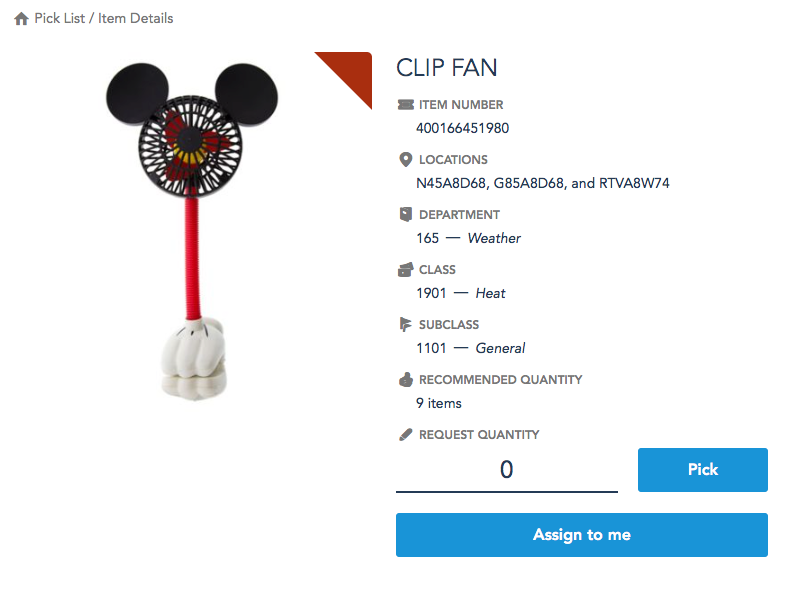 Pick List / Item Details
CLIP FAN
ITEM NUMBER
400166451980
LOCATIONS
N45A8D68, G85A8D68, and RTVA8W74
DEPARTMENT
165 — Weather
CLASS
1901 — Heat
SUBCLASS
1101 — General
RECOMMENDED QUANTITY
9 items
REQUEST QUANTITY
0
Pick
Assign to me